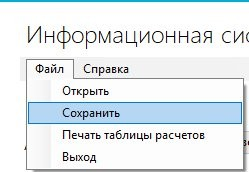 Информационная сис
Файл Справка
Открыть
Сохранить
Печать таблицы расчетов
Выход